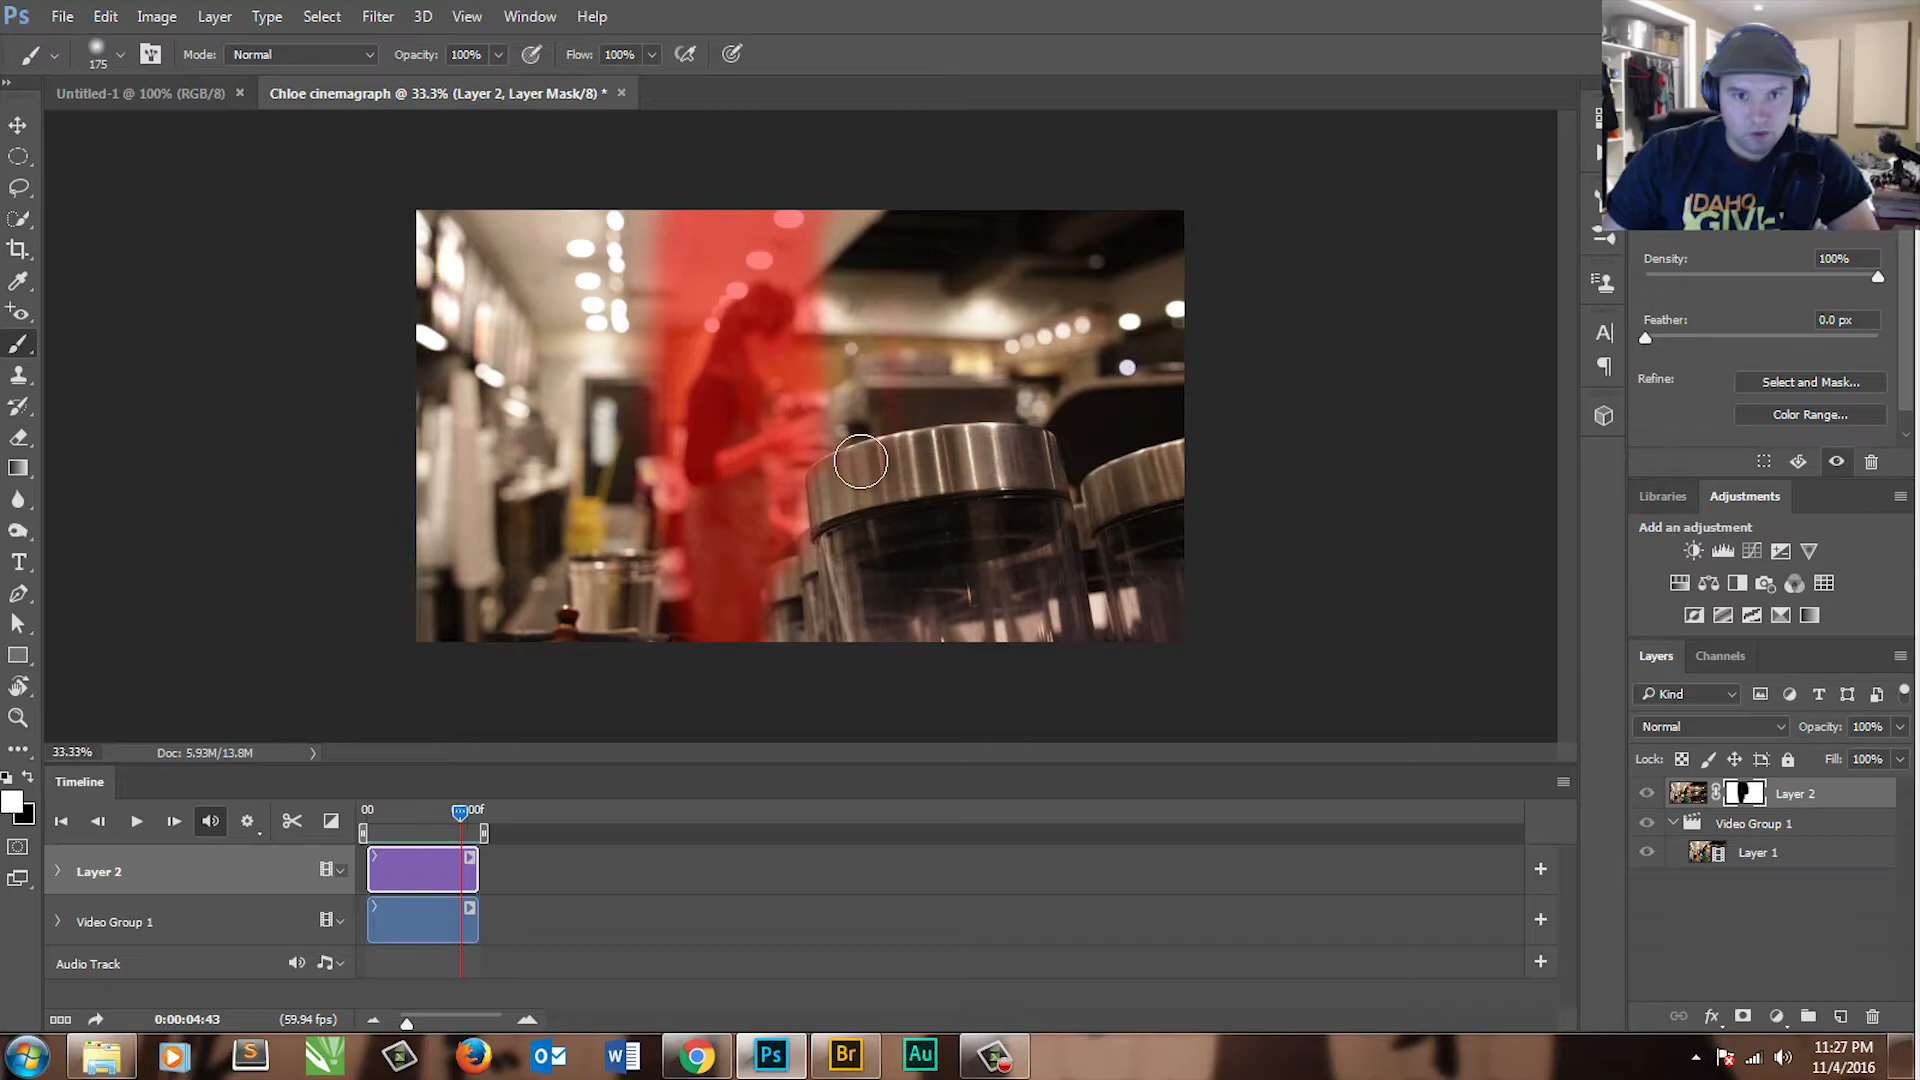 Ps File Edit Image Layer Type Select Filter 3D View Window Help
175 Mode: Normal Opacity: 100% Flow: 100%
Untitled-1 @ 100% (RGB/8) × Chloe cinemagraph @ 33.3% (Layer 2, Layer Mask/8) * ×
IDAHO
GIV
Density: 100%
Feather: 0.0 px
Refine: Select and Mask...
Color Range...
Libraries Adjustments
Add an adjustment
Layers Channels
Kind
Normal Opacity: 100%
Lock: Fill: 100%
Layer 2
Video Group 1
Layer 1
33.33% Doc: 5.93M/13.8M
Timeline
00 00f
Layer 2
Video Group 1
Audio Track
0:00:04:43 (59.94 fps)
Ps Br Au
11:27 PM
11/4/2016